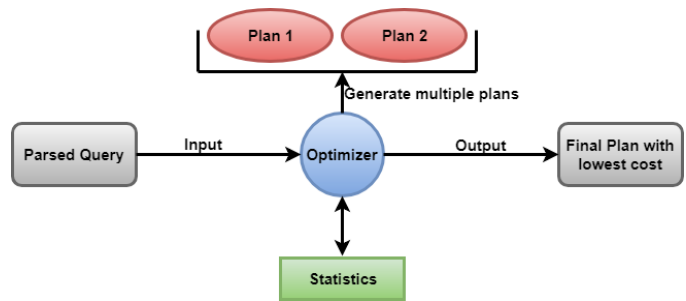 Plan 1
Plan 2
Generate multiple plans
Parsed Query
Input
Optimizer
Output
Final Plan with
lowest cost
Statistics